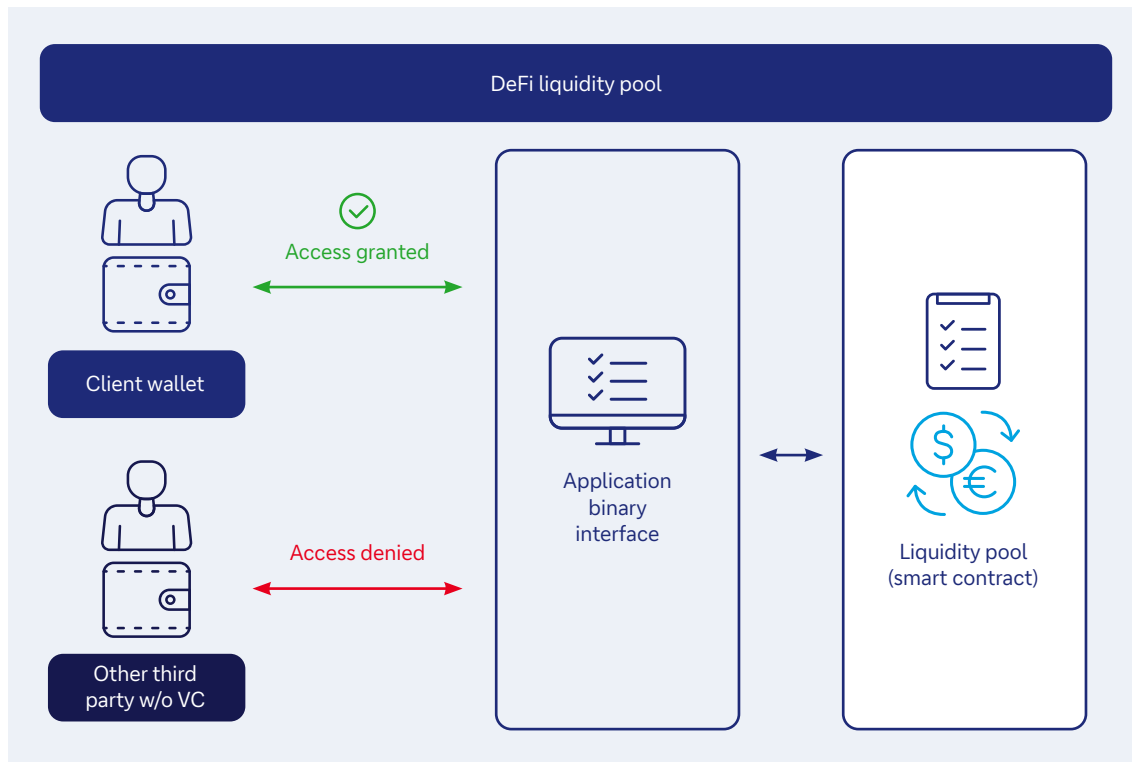 DeFi liquidity pool
Access granted
Client wallet
Access denied
Other third
party w/o VC
Application
binary
interface
$
€
Liquidity pool
(smart contract)